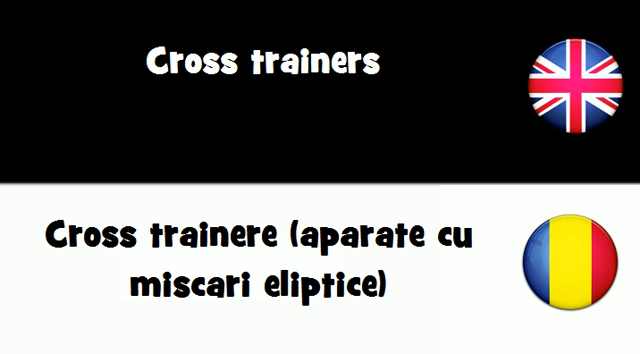 Cross trainers
Cross trainere (aparate cu
miscari eliptice)